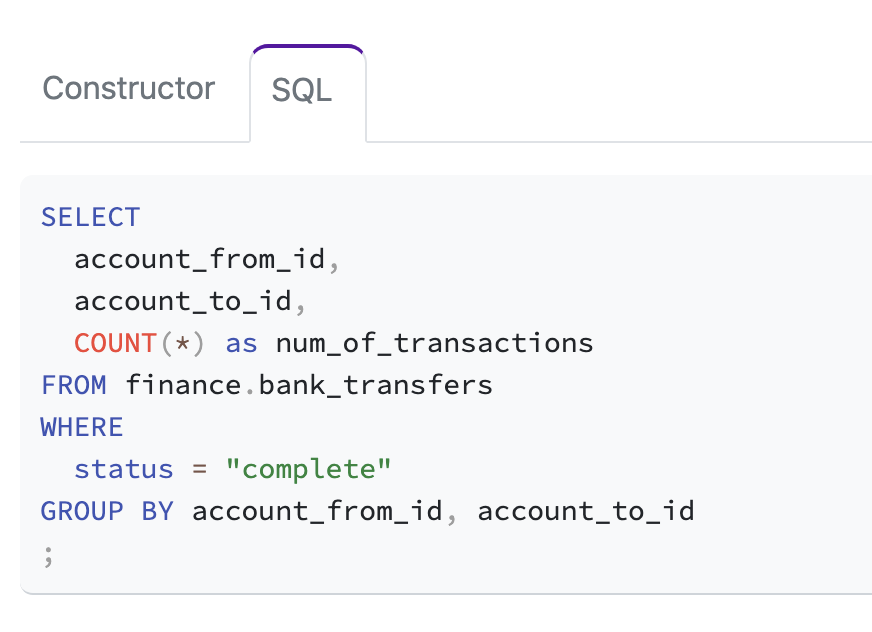 Constructor
SQL
SELECT
  account_from_id,
  account_to_id,
  COUNT(*) as num_of_transactions
FROM finance.bank_transfers
WHERE
  status = "complete"
GROUP BY account_from_id, account_to_id
;